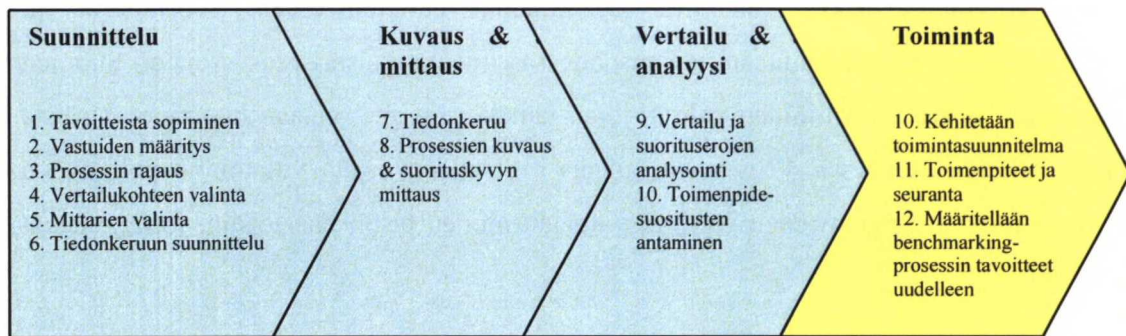 Suunnittelu
1. Tavoitteista sopiminen
2. Vastuiden määritys
3. Prosessin rajaus
4. Vertailukohteen valinta
5. Mittarien valinta
6. Tiedonkeruun suunnittelu
Kuvaus &
mittaus
7. Tiedonkeruu
8. Prosessien kuvaus
& suorituskyvyn
mittaus
Vertailu &
analyysi
9. Vertailu ja
suorituserojen
analysointi
10. Toimenpide-
suositusten
antaminen
Toiminta
10. Kehitetään
toimintasuunnitelma
11. Toimenpiteet ja
seuranta
12. Määritellään
benchmarking-
prosessin tavoitteet
uudelleen